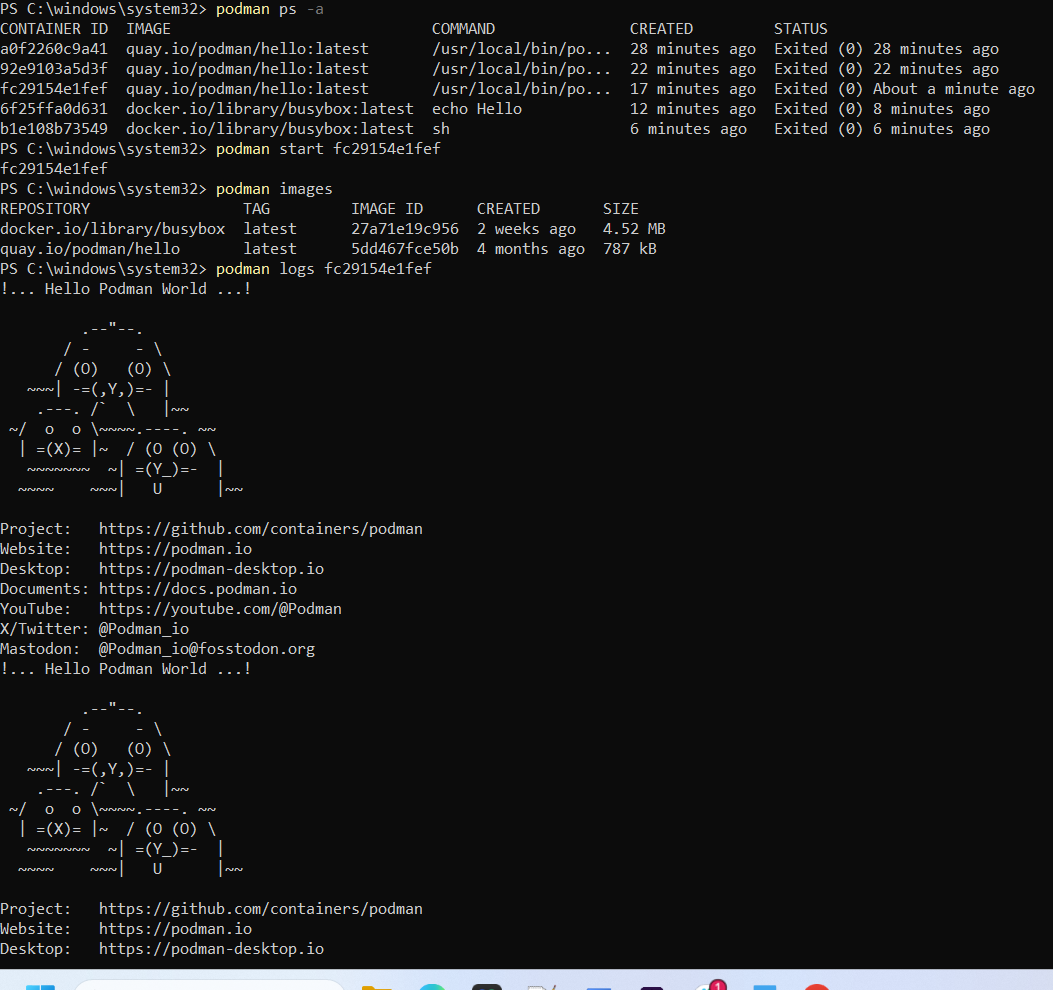 PS C:\windows\system32> podman ps -a
CONTAINER ID  IMAGE                             COMMAND               CREATED         STATUS
a0f2260c9a41  quay.io/podman/hello:latest       /usr/local/bin/po...  28 minutes ago  Exited (0) 28 minutes ago
92e9103a5d3f  quay.io/podman/hello:latest       /usr/local/bin/po...  22 minutes ago  Exited (0) 22 minutes ago
fc29154e1fef  quay.io/podman/hello:latest       /usr/local/bin/po...  17 minutes ago  Exited (0) About a minute ago
6f25ffa0d631  docker.io/library/busybox:latest  echo Hello            12 minutes ago  Exited (0) 8 minutes ago
b1e108b73549  docker.io/library/busybox:latest  sh                    6 minutes ago   Exited (0) 6 minutes ago
PS C:\windows\system32> podman start fc29154e1fef
fc29154e1fef
PS C:\windows\system32> podman images
REPOSITORY                 TAG         IMAGE ID      CREATED       SIZE
docker.io/library/busybox  latest      27a71e19c956  2 weeks ago   4.52 MB
quay.io/podman/hello       latest      5dd467fce50b  4 months ago  787 kB
PS C:\windows\system32> podman logs fc29154e1fef
!... Hello Podman World ...!

         .--"--.
       / -     - \
      / (O)   (O) \
   ~~~| -=(,Y,)=- |
    .---. /`  \   |~~
 ~/  o  o \~~~~.----. ~~
  | =(X)= |~  / (O (O) \
   ~~~~~~~  ~| =(Y_)=-  |
  ~~~~    ~~~|   U      |~~

Project:   https://github.com/containers/podman
Website:   https://podman.io
Desktop:   https://podman-desktop.io
Documents: https://docs.podman.io
YouTube:   https://youtube.com/@Podman
X/Twitter: @Podman_io
Mastodon:  @Podman_io@fosstodon.org
!... Hello Podman World ...!

         .--"--.
       / -     - \
      / (O)   (O) \
   ~~~| -=(,Y,)=- |
    .---. /`  \   |~~
 ~/  o  o \~~~~.----. ~~
  | =(X)= |~  / (O (O) \
   ~~~~~~~  ~| =(Y_)=-  |
  ~~~~    ~~~|   U      |~~

Project:   https://github.com/containers/podman
Website:   https://podman.io
Desktop:   https://podman-desktop.io
1